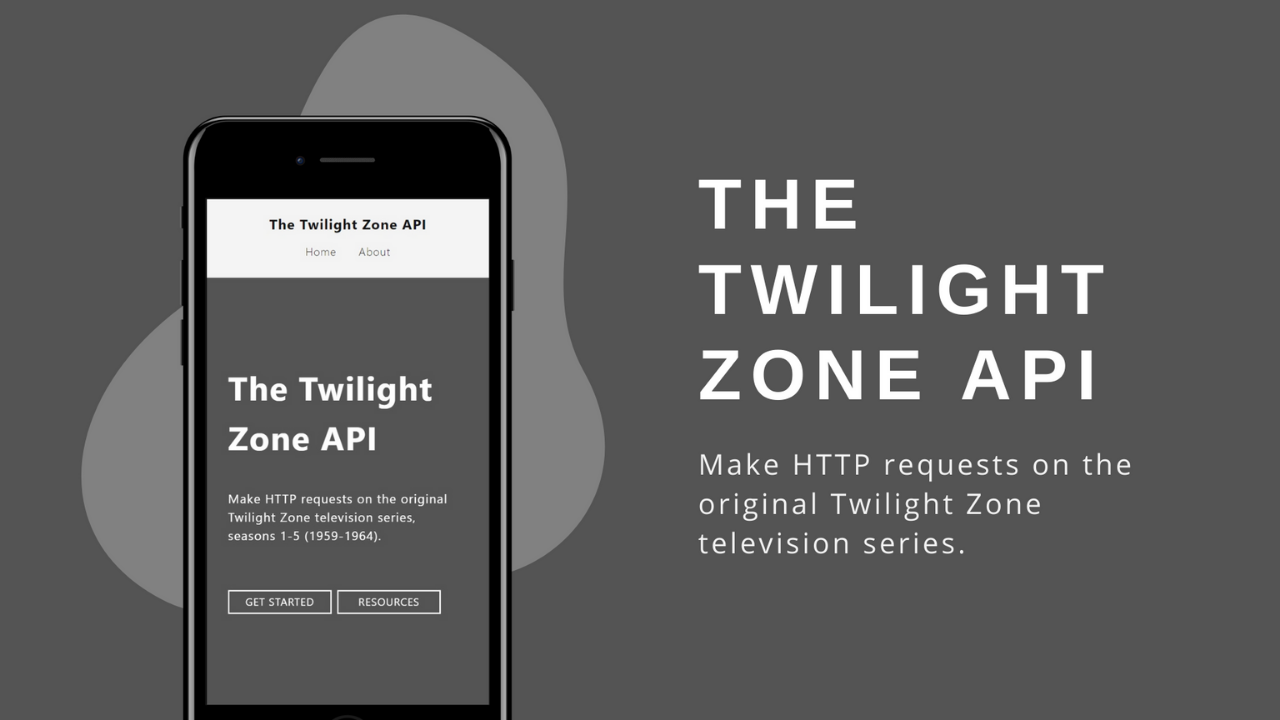 The Twilight Zone API
Home About
The Twilight
Zone API
Make HTTP requests on the original
Twilight Zone television series,
seasons 1-5 (1959-1964).
GET STARTED RESOURCES
THE
TWILIGHT
ZONE API
Make HTTP requests on the
original Twilight Zone
television series.